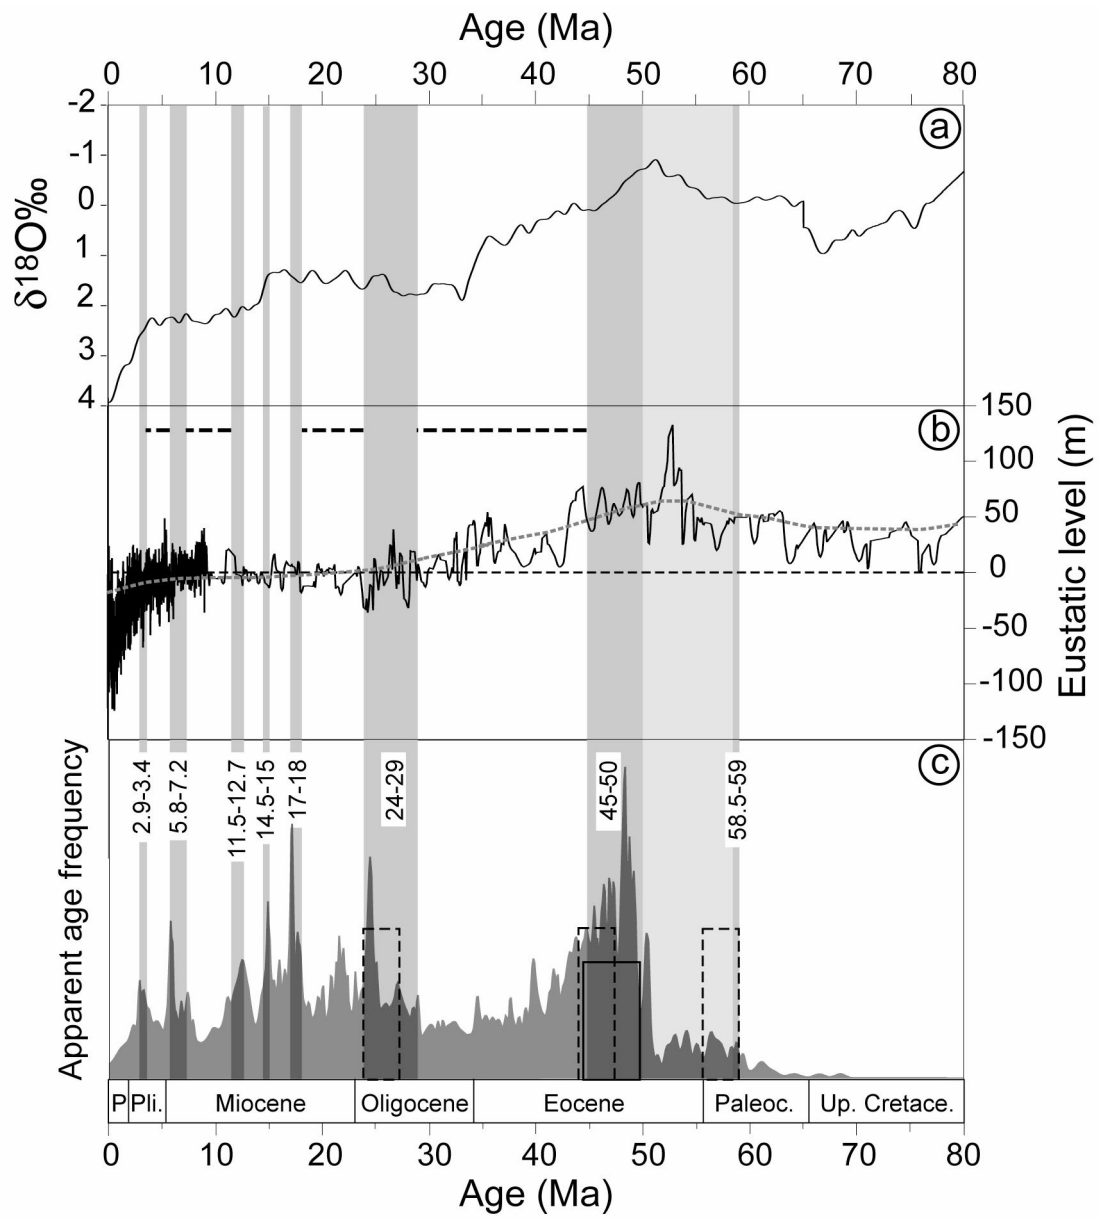 Age (Ma)
0 10 20 30 40 50 60 70 80
-2
-1
0
1
2
3
4
δ18O‰
a
150
100
50
0
-50
-100
-150
Eustatic level (m)
b
Apparent age frequency
c
2.9-3.4
5.8-7.2
11.5-12.7
14.5-15
17-18
24-29
45-50
58.5-59
P Pli. Miocene Oligocene Eocene Paleoc. Up. Cretace.
0 10 20 30 40 50 60 70 80
Age (Ma)